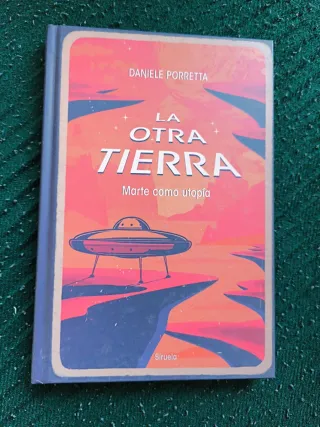 DANIELE PORRETTA
LA
OTRA
TIERRA
Marte como utopía
Siruela